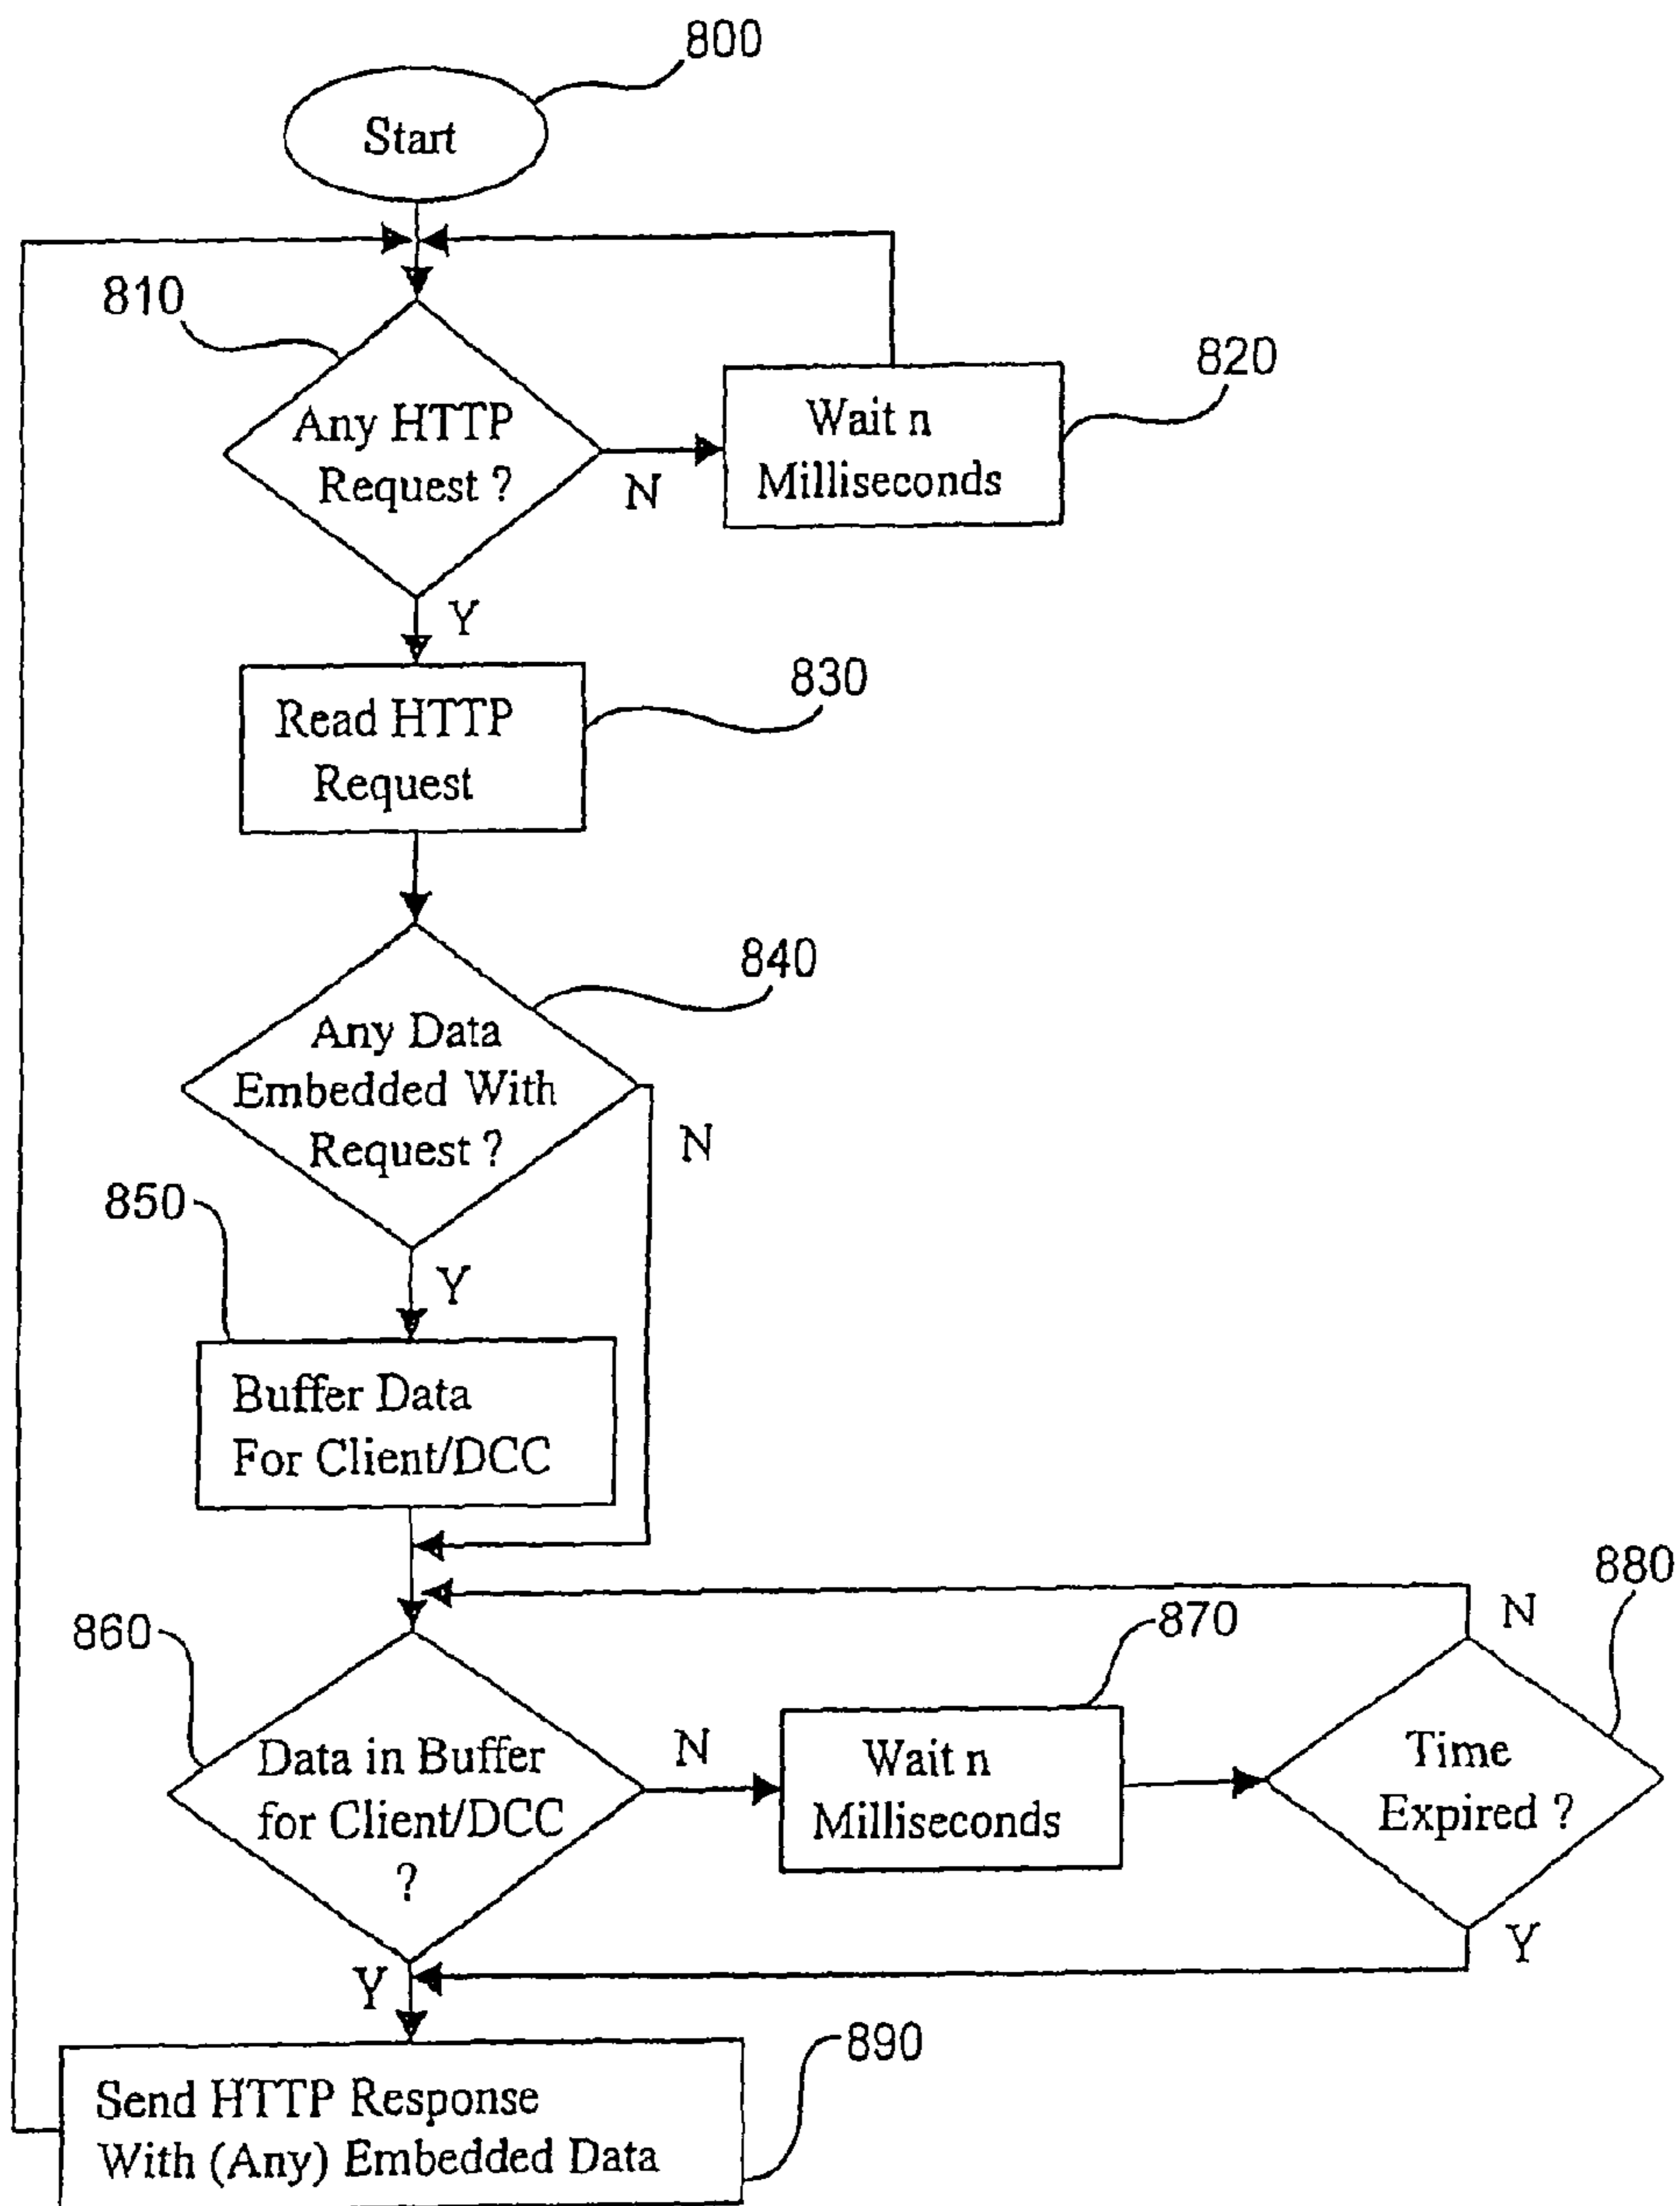 800
Start
810
Any HTTP
Request ?
N
820
Wait n
Milliseconds
Y
830
Read HTTP
Request
840
Any Data
Embedded With
Request ?
N
850
Y
Buffer Data
For Client/DCC
880
N
860
870
Data in Buffer
for Client/DCC
?
N
Wait n
Milliseconds
Time
Expired ?
Y
Y
890
Send HTTP Response
With (Any) Embedded Data